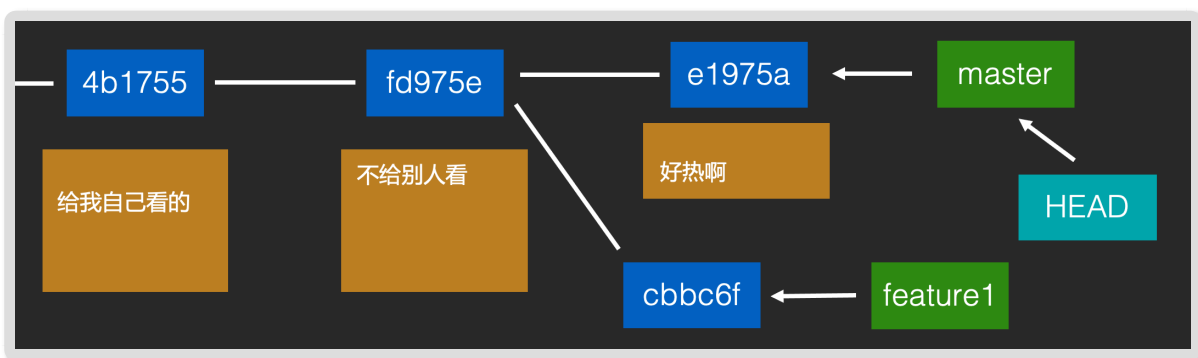 4b1755
fd975e
e1975a
master
给我自己看的
不给别人看
好热啊
HEAD
cbbc6f
feature1